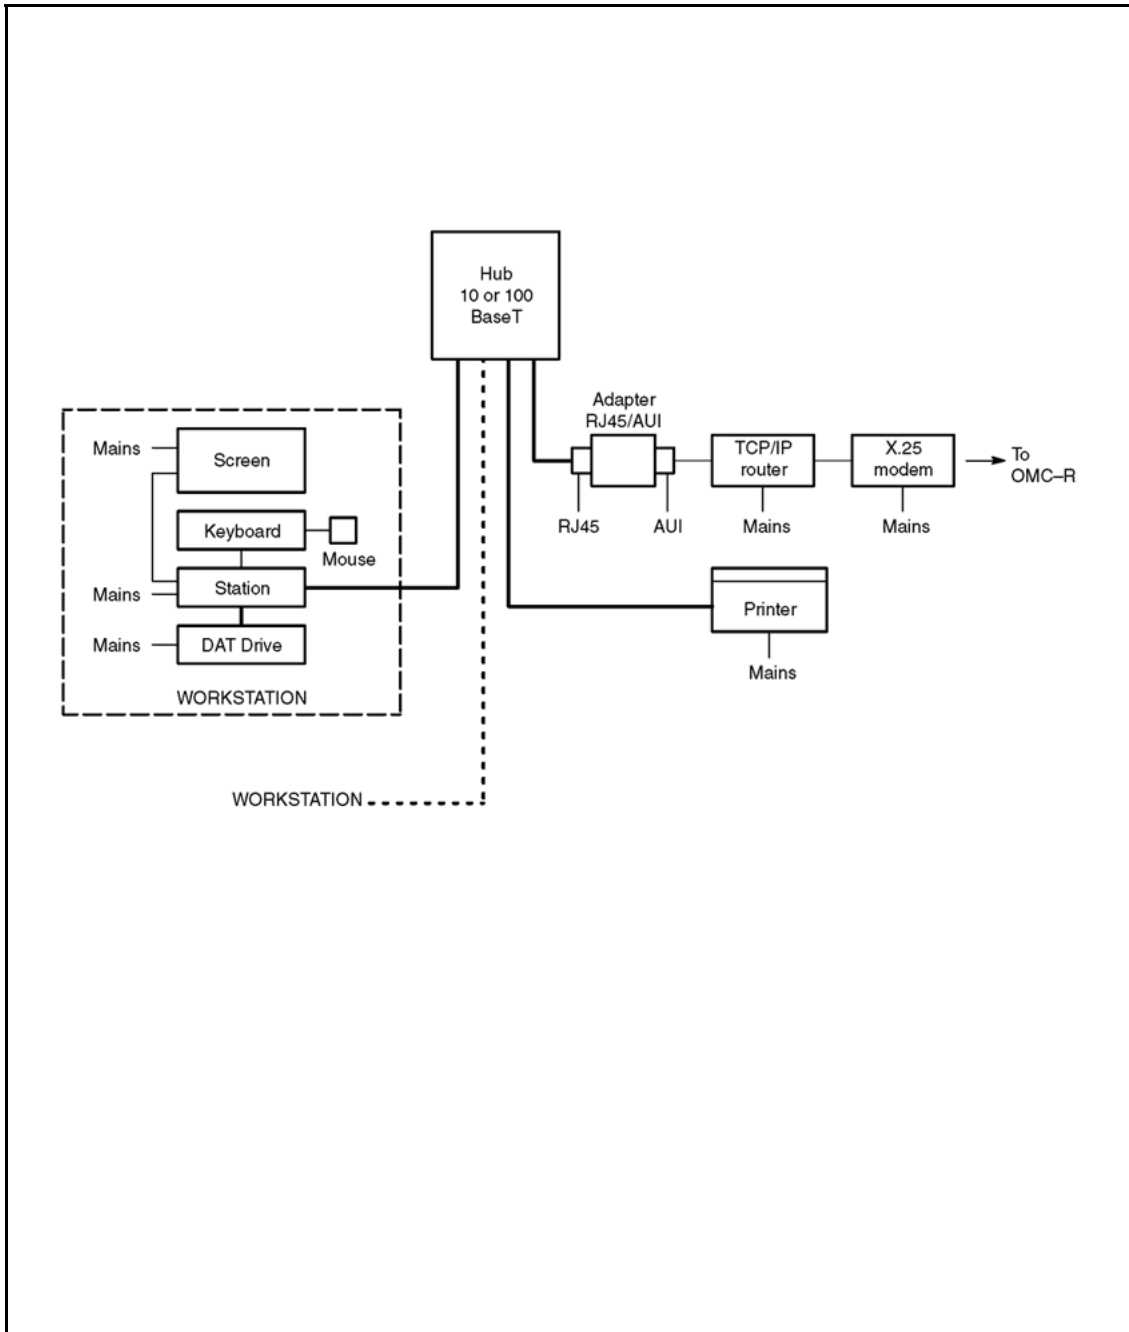 Hub
10 or 100
BaseT
Adapter
RJ45/AUI
Mains
Screen
TCP/IP
router
X.25
modem
To
OMC–R
RJ45
AUI
Mains
Mains
Keyboard
Mouse
Mains
Station
Printer
Mains
DAT Drive
Mains
WORKSTATION
WORKSTATION